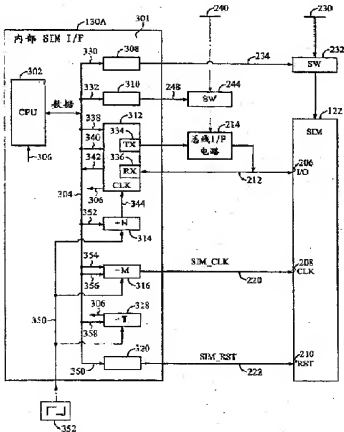 130A
301
240
230
内部 SIM I/F
302
CPU
306
数据
330
308
234
SW
232
332
310
248
SW
244
SIM
122
338
340
342
312
334
TX
336
RX
CLK
总线 I/F
电路
214
206
I/O
212
306
344
304
352
÷N
314
354
356
÷M
316
SIM_CLK
220
208
CLK
306
358
÷T
328
350
320
SIM_RST
222
210
RST
350
352